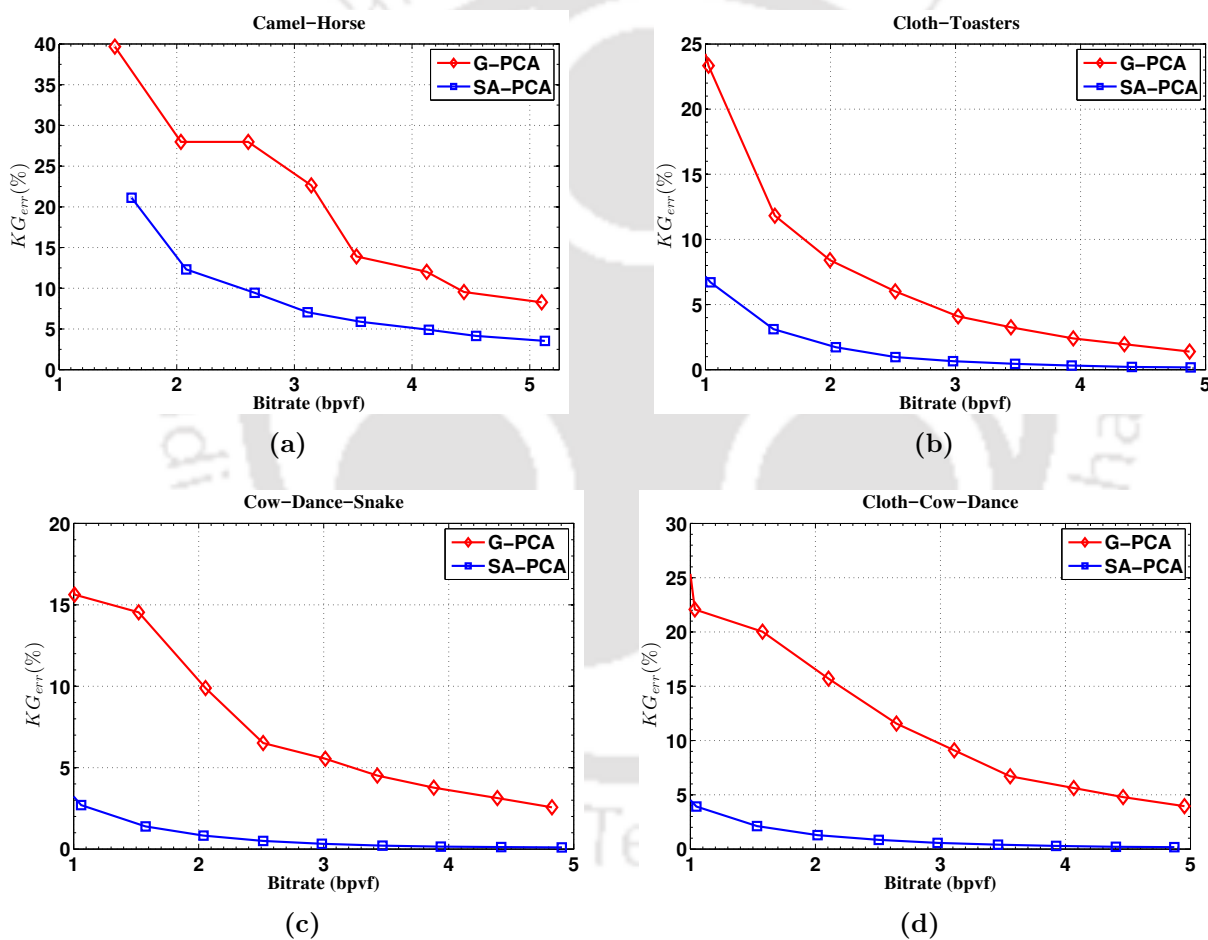 Camel−Horse
40
35
30
25
20
15
10
5
0
KG_err(%)
G−PCA
SA−PCA
1 2 3 4 5
Bitrate (bpvf)
(a)
Cloth−Toasters
25
20
15
10
5
0
KG_err(%)
G−PCA
SA−PCA
1 2 3 4 5
Bitrate (bpvf)
(b)
Cow−Dance−Snake
20
15
10
5
0
KG_err(%)
G−PCA
SA−PCA
1 2 3 4 5
Bitrate (bpvf)
(c)
Cloth−Cow−Dance
30
25
20
15
10
5
0
KG_err(%)
G−PCA
SA−PCA
1 2 3 4 5
Bitrate (bpvf)
(d)